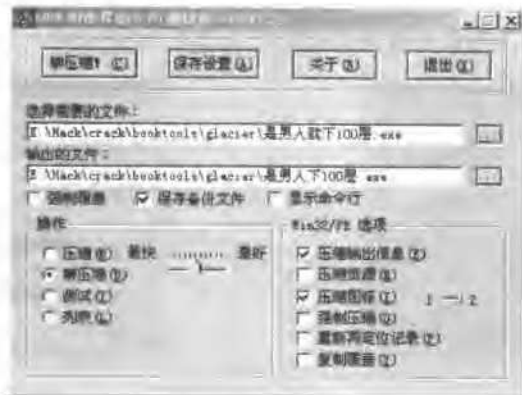 解压缩! (C) 保存设置(A) 关于(B) 退出(X)
选择需要的文件：
E:\Hack\crack\booktools\glacier\是男人就下100层.exe ...
输出的文件：
E:\Hack\crack\booktools\glacier\是男人下100层.exe ...
强制覆盖 保存备份文件 显示命令行
操作
压缩 最快 最好
解压缩(D)
测试(T)
列表(L)
Win32/PE 选项
压缩输出信息(E)
压缩资源(R)
压缩图标(I) 1 2
强制压缩
重新再定位记录(E)
复制覆盖